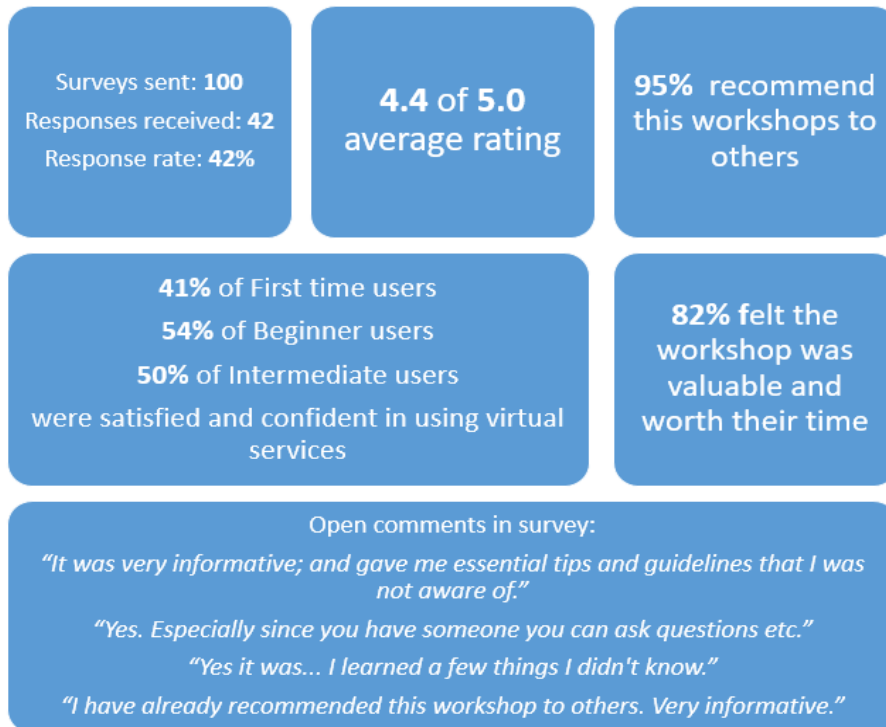 Surveys sent: 100
Responses received: 42
Response rate: 42%
4.4 of 5.0
average rating
95% recommend
this workshops to
others
41% of First time users
54% of Beginner users
50% of Intermediate users
were satisfied and confident in using virtual
services
82% felt the
workshop was
valuable and
worth their time
Open comments in survey:
“It was very informative; and gave me essential tips and guidelines that I was
not aware of.”
“Yes. Especially since you have someone you can ask questions etc.”
“Yes it was... I learned a few things I didn't know.”
“I have already recommended this workshop to others. Very informative.”